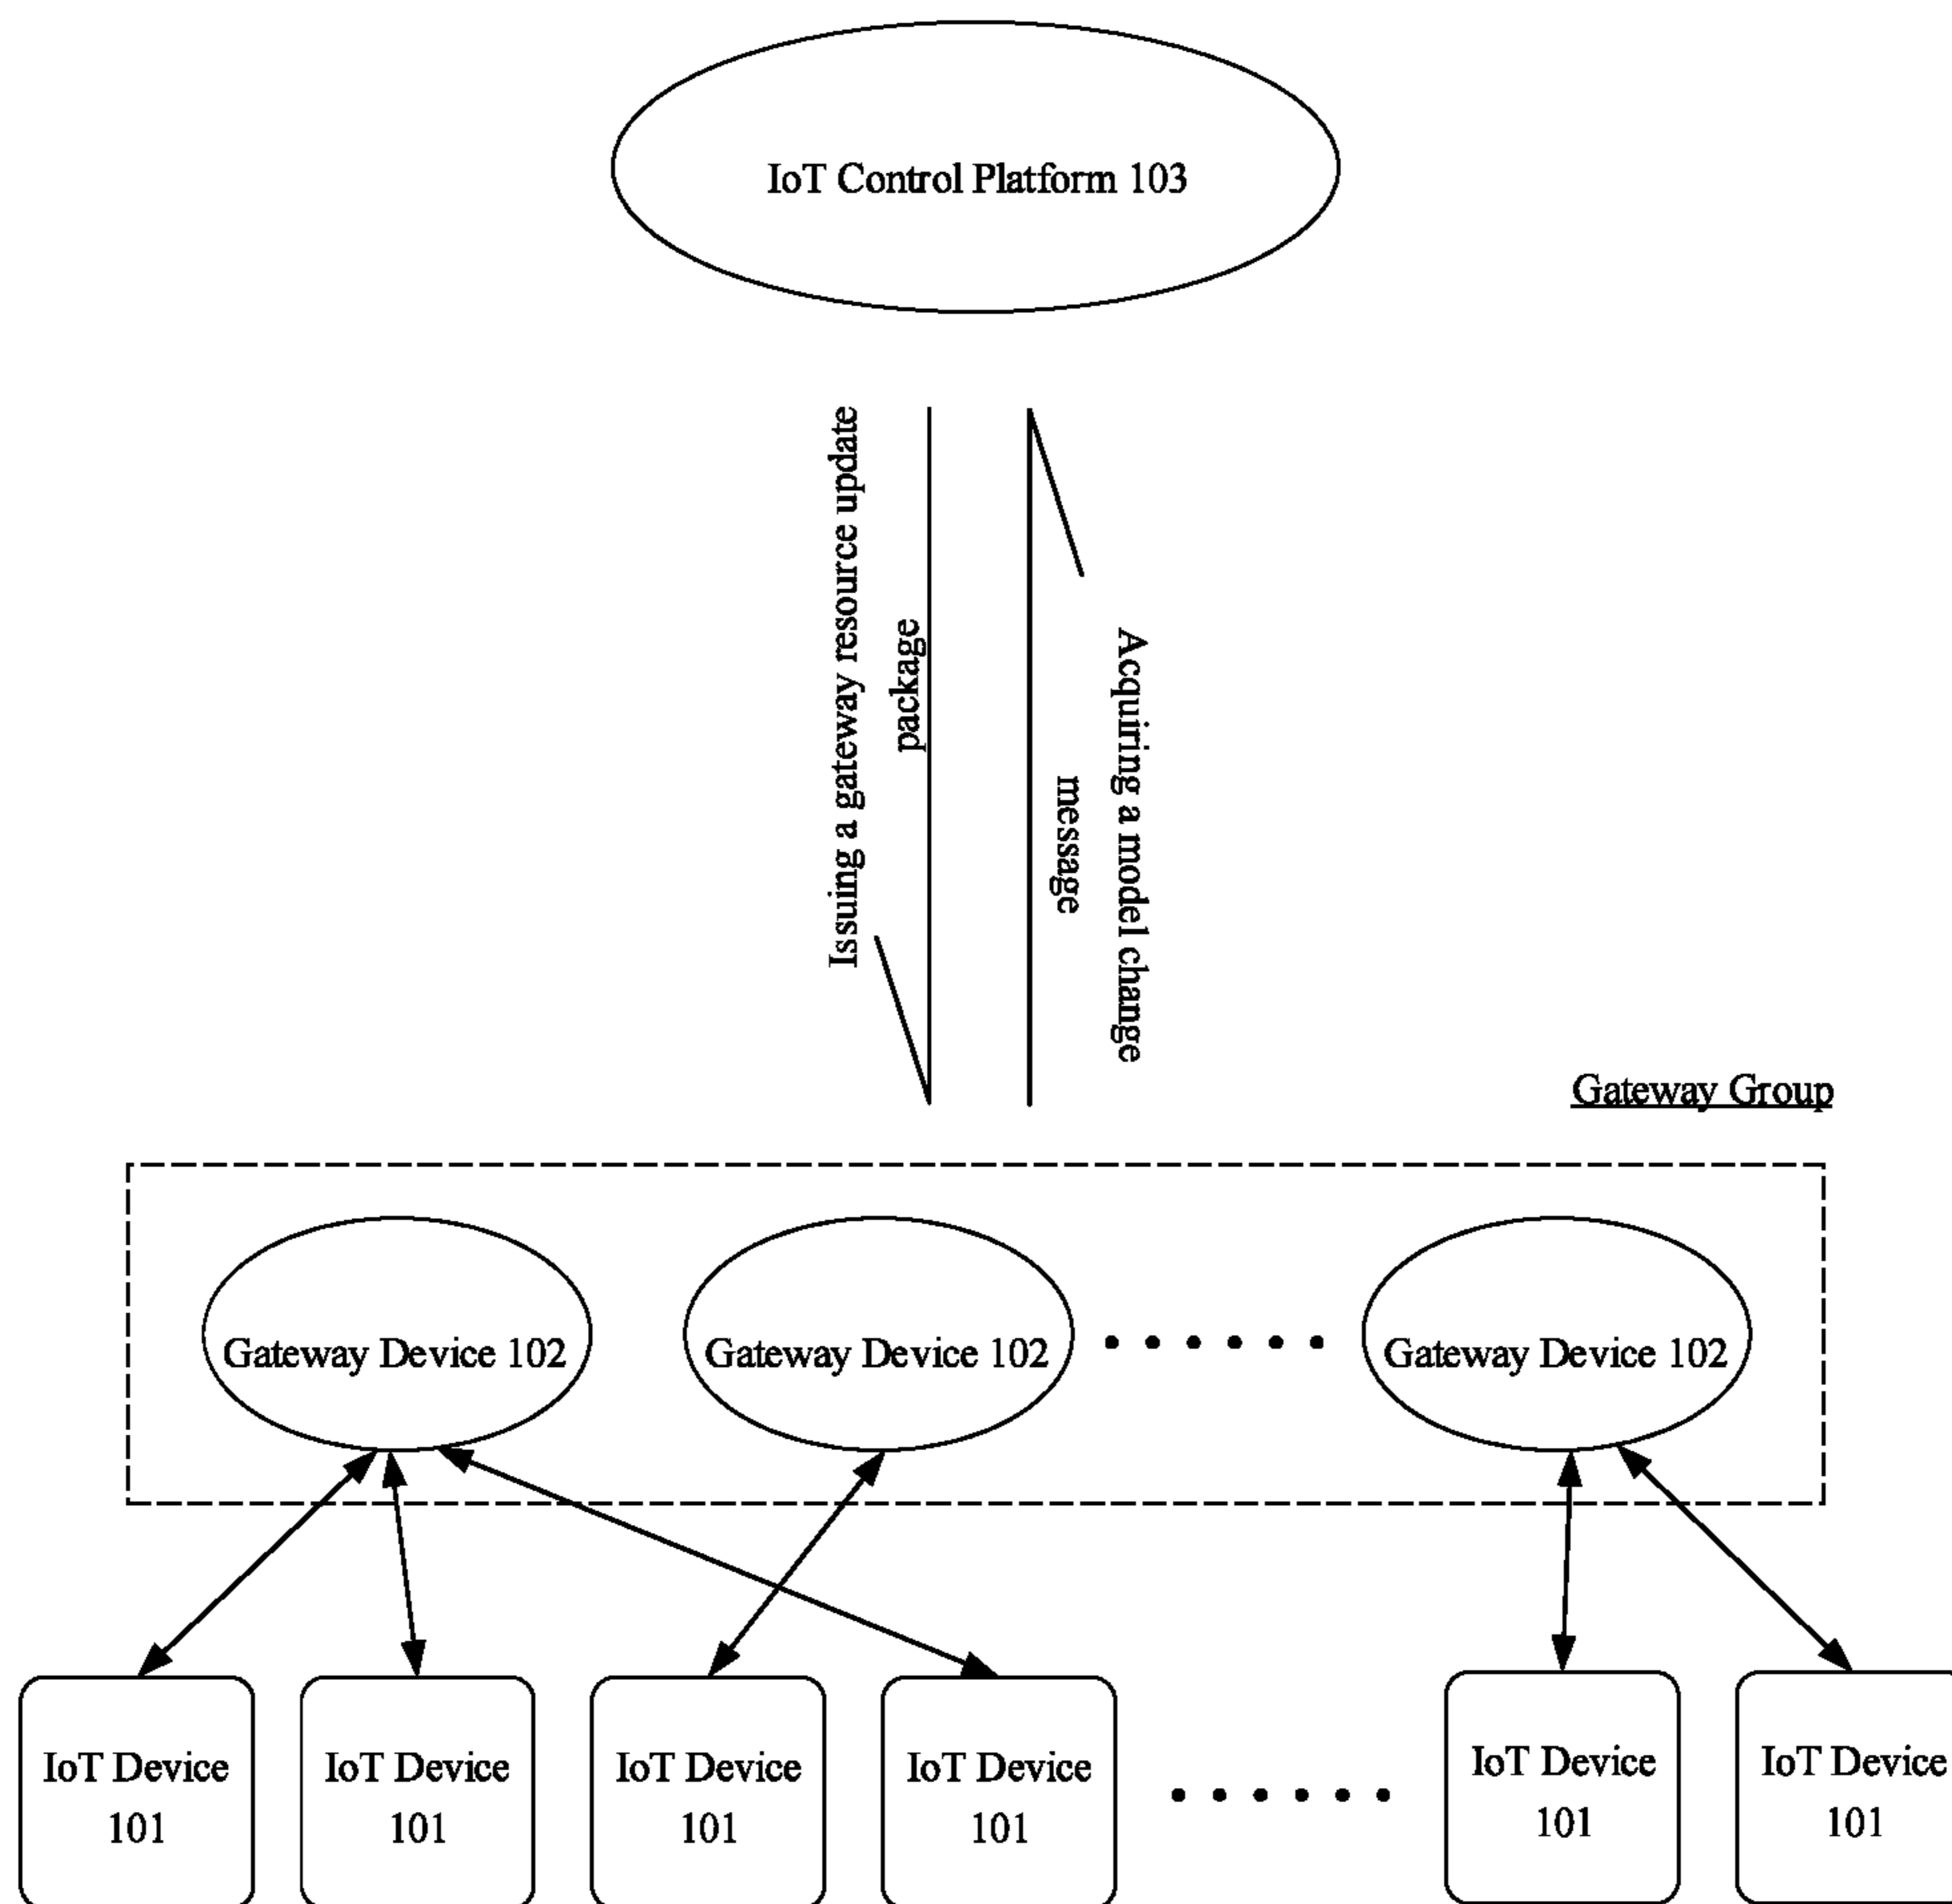 IoT Control Platform 103
Issuing a gateway resource update
package
Acquiring a model change
message
Gateway Group
Gateway Device 102
Gateway Device 102
Gateway Device 102
IoT Device
101
IoT Device
101
IoT Device
101
IoT Device
101
IoT Device
101
IoT Device
101